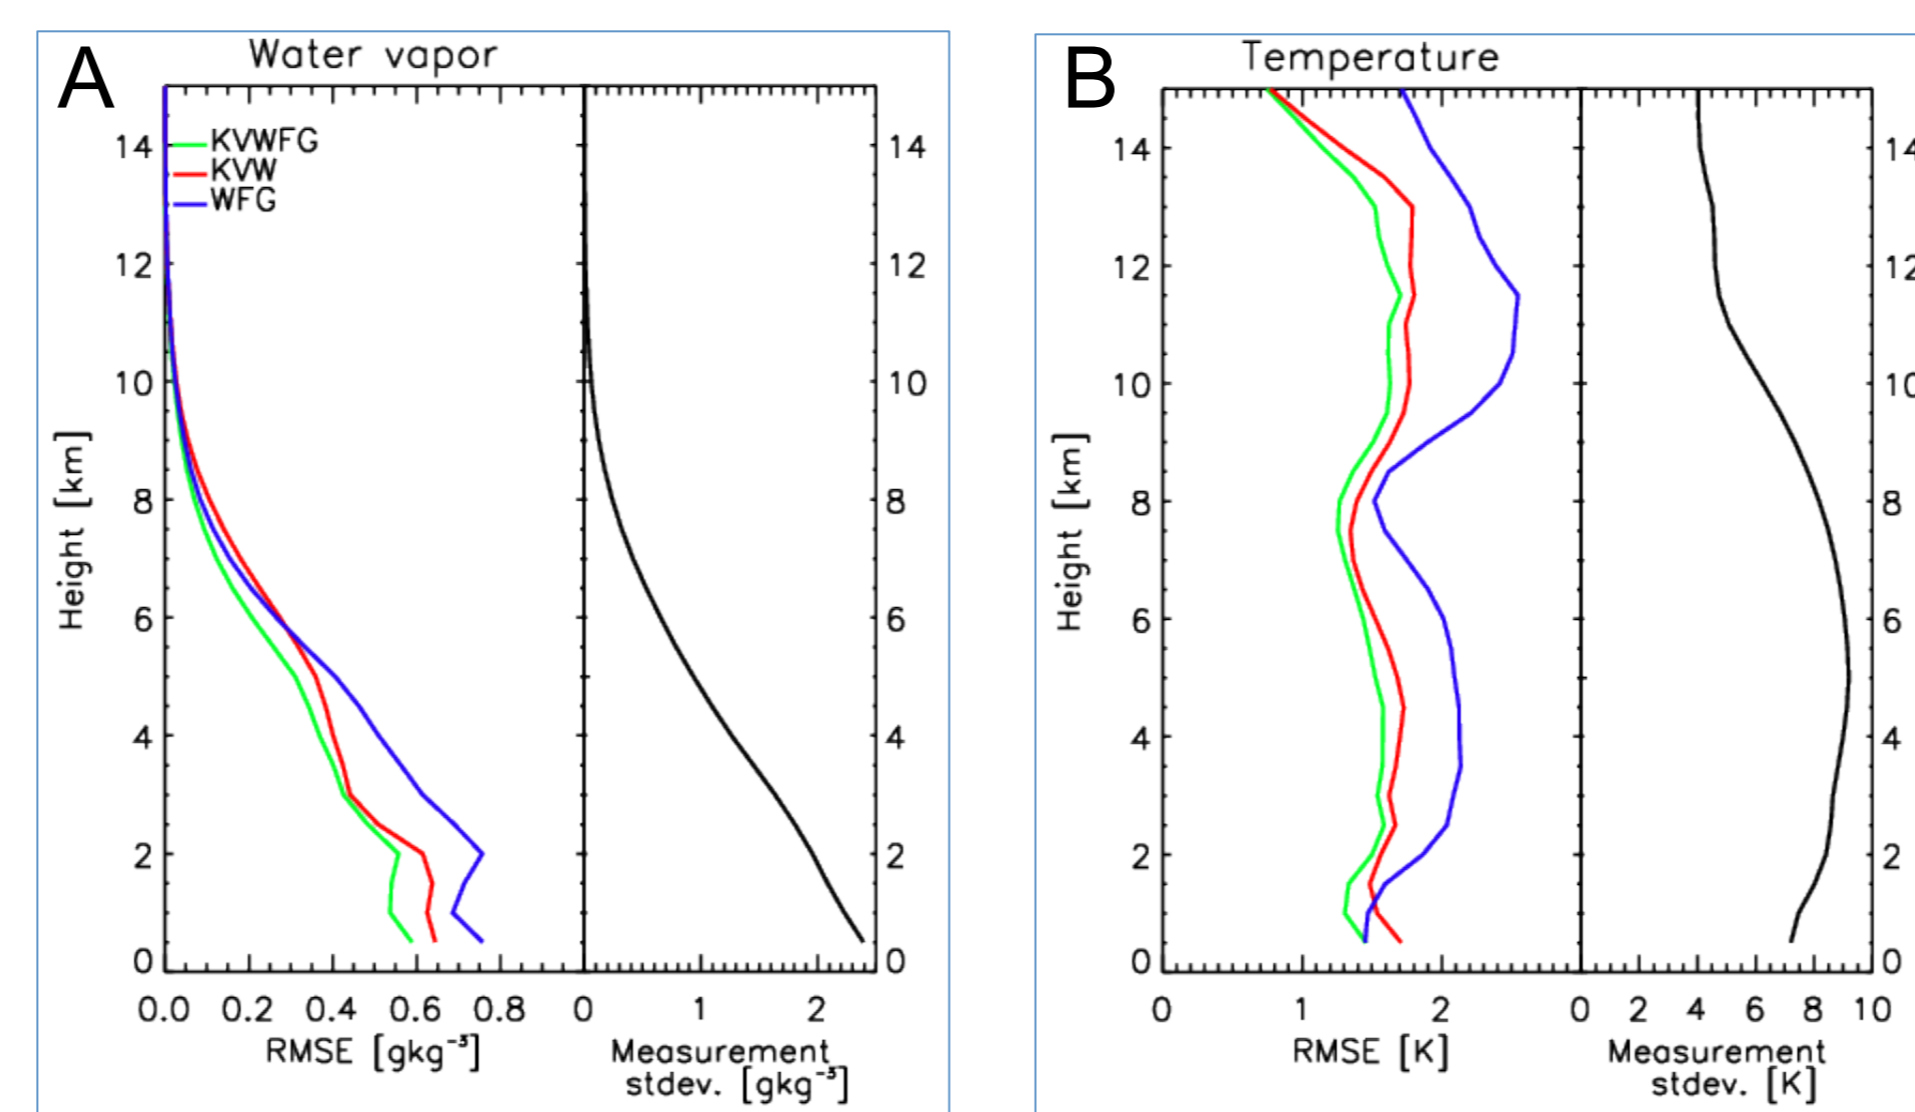 A
Water vapor
KVWFG
KVW
WFG
14
12
10
8
6
4
2
0
Height [km]
0.0 0.2 0.4 0.6 0.8
RMSE [gkg⁻³]
14
12
10
8
6
4
2
0
0 1 2
Measurement
stdev. [gkg⁻³]
B
Temperature
14
12
10
8
6
4
2
0
Height [km]
0 1 2
RMSE [K]
14
12
10
8
6
4
2
0
0 2 4 6 8 10
Measurement
stdev. [K]